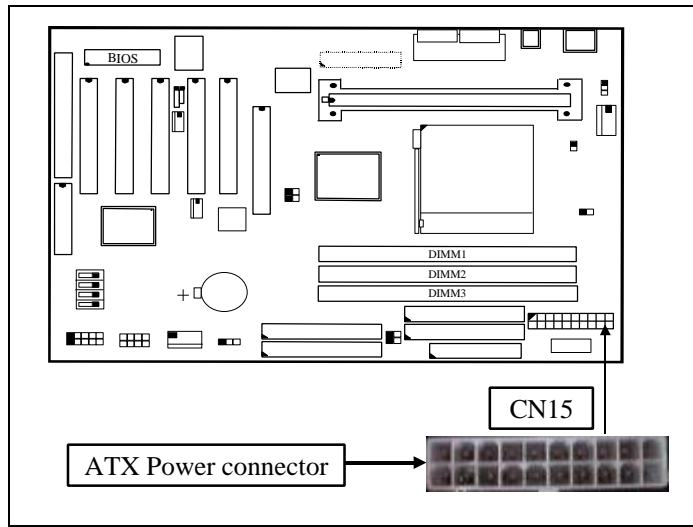 BIOS
DIMM1
DIMM2
DIMM3
+
CN15
ATX Power connector